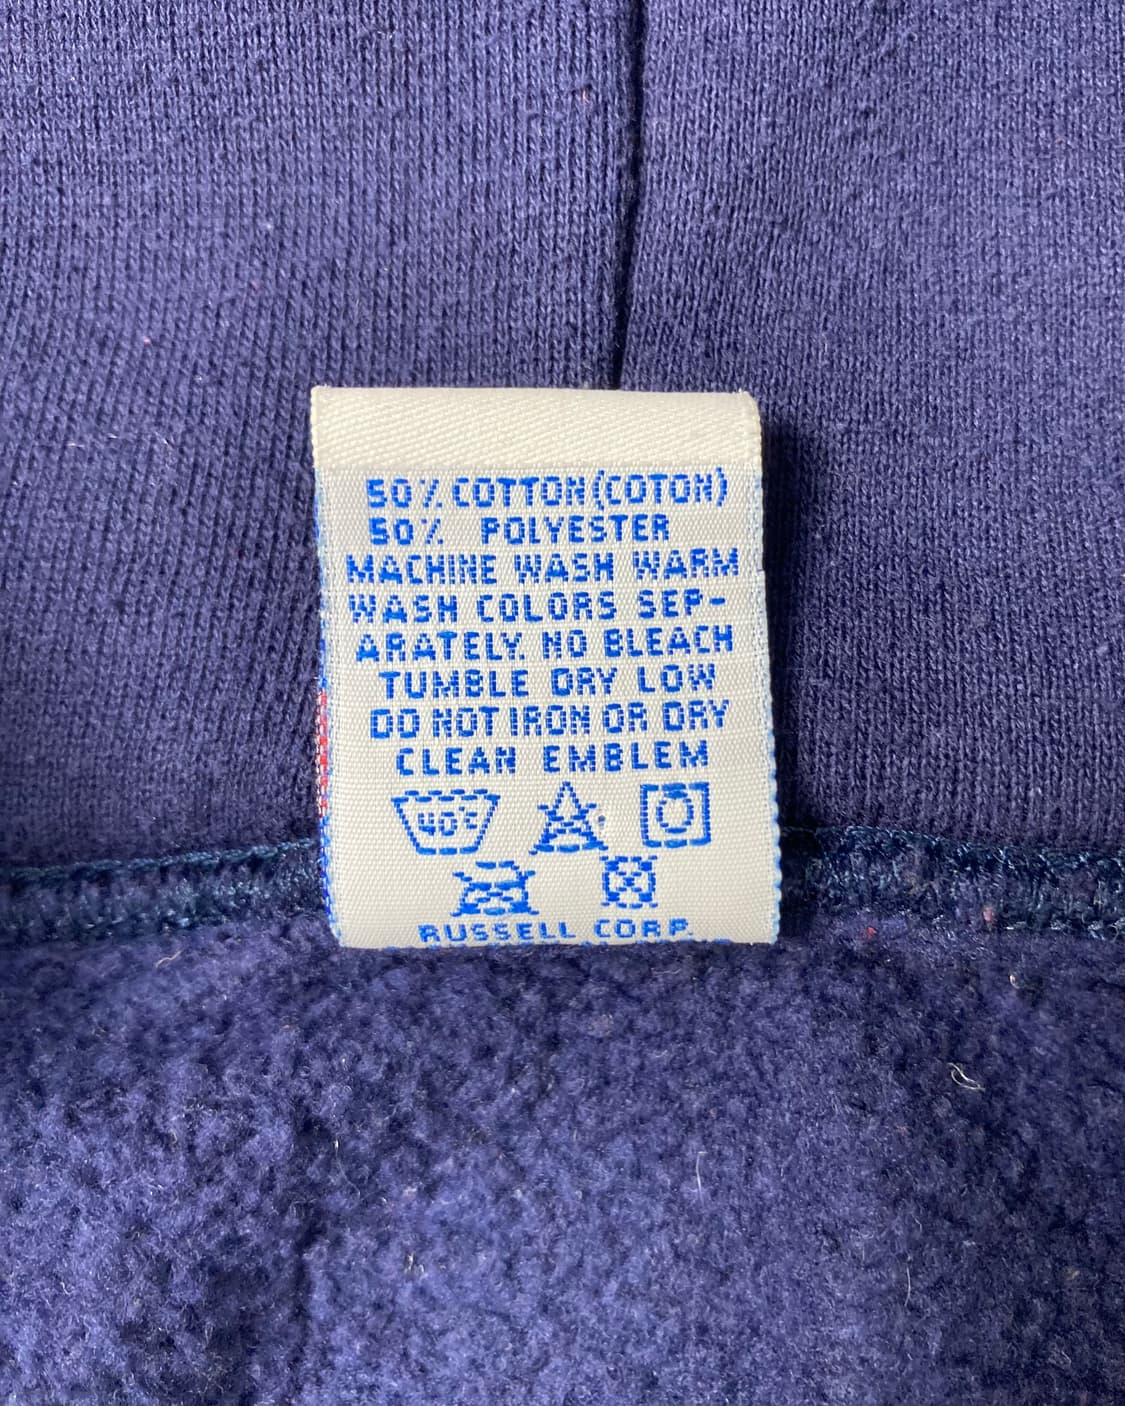 50% COTTON (COTON)
50% POLYESTER
MACHINE WASH WARM
WASH COLORS SEP-
ARATELY. NO BLEACH
TUMBLE DRY LOW
DO NOT IRON OR DRY
CLEAN EMBLEM
40°C
RUSSELL CORP.